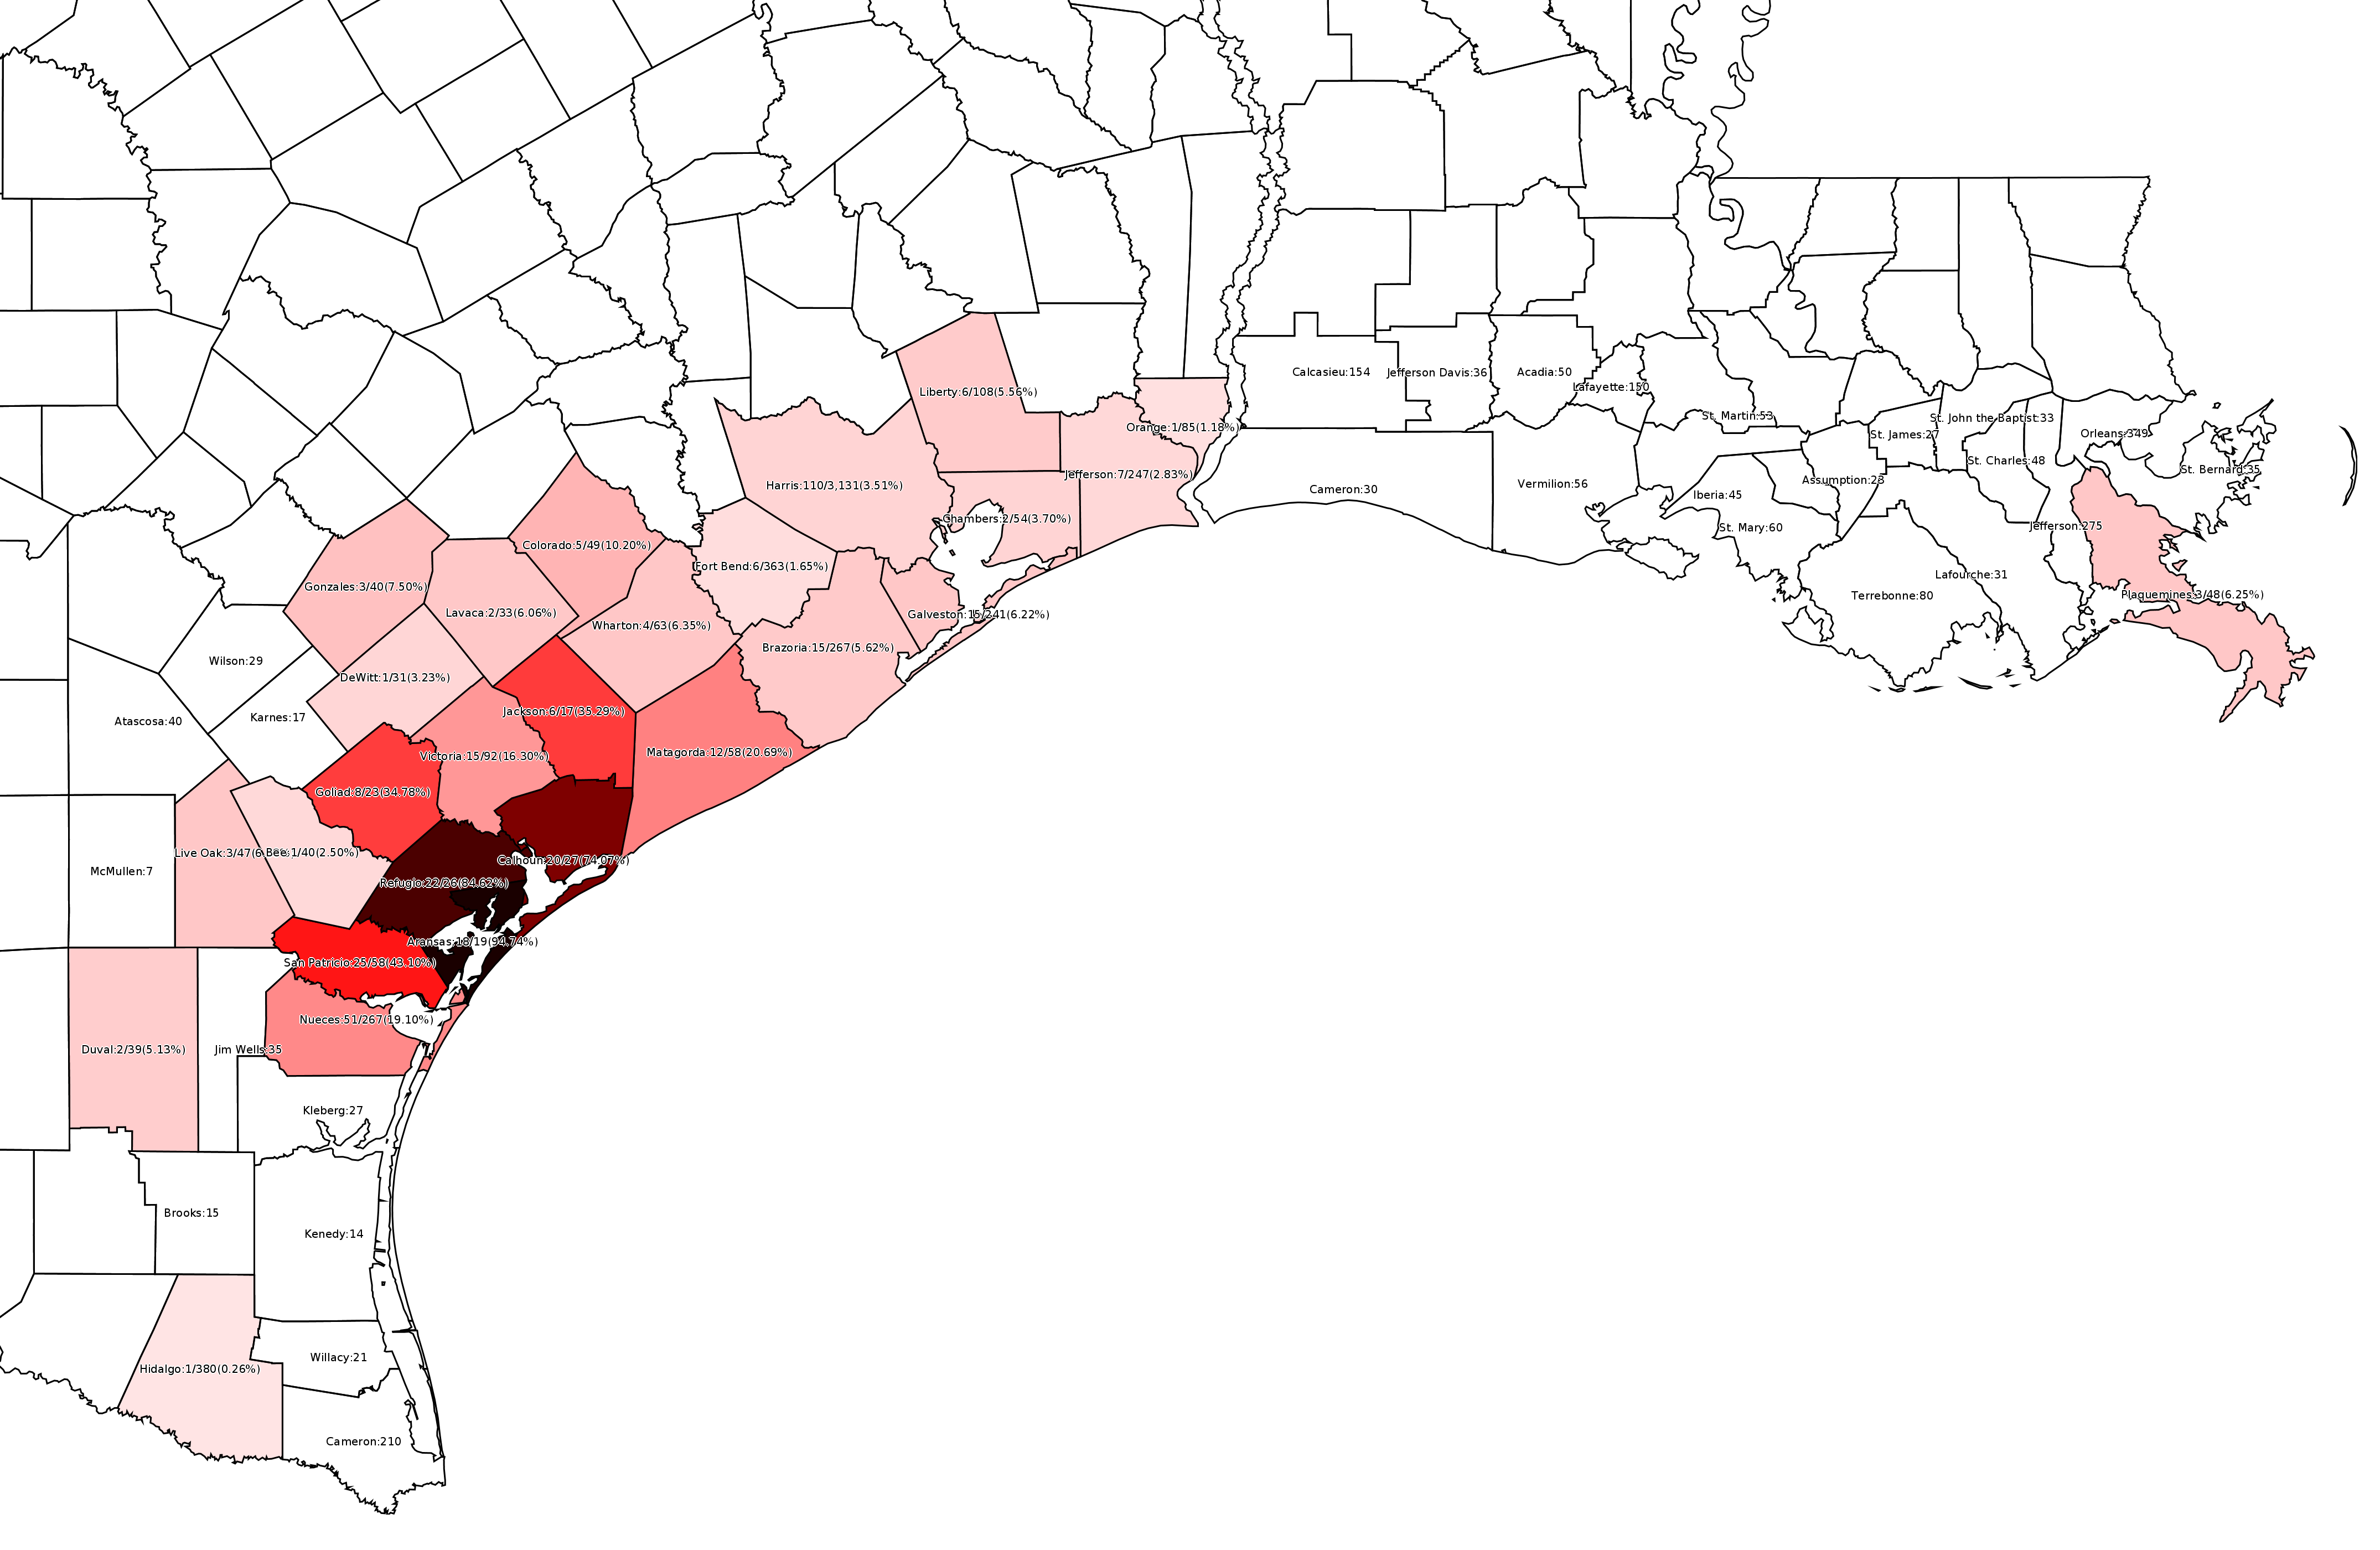 Calcasieu:154
Jefferson Davis:36
Acadia:50
Lafayette:150
Liberty:6/108(5.56%)
St. Martin:53
St. John the Baptist:33
Orange:1/85(1.18%)
Orleans:349
St. James:27
St. Charles:48
St. Bernard:35
Jefferson:7/247(2.83%)
Assumption:23
Vermilion:56
Harris:110/3,131(3.51%)
Cameron:30
Iberia:45
Chambers:2/54(3.70%)
Jefferson:275
St. Mary:60
Colorado:5/49(10.20%)
Fort Bend:6/363(1.65%)
Lafourche:31
Gonzales:3/40(7.50%)
Plaquemines:3/48(6.25%)
Terrebonne:80
Lavaca:2/33(6.06%)
Galveston:15/241(6.22%)
Wharton:4/63(6.35%)
Brazoria:15/267(5.62%)
Wilson:29
DeWitt:1/31(3.23%)
Jackson:6/17(35.29%)
Karnes:17
Atascosa:40
Matagorda:12/58(20.69%)
Victoria:15/92(16.30%)
Goliad:8/23(34.78%)
Live Oak:3/47(6
Bee:1/40(2.50%)
Calhoun:20/27(74.07%)
McMullen:7
Refugio:22/26(84.62%)
Aransas:18/19(94.74%)
San Patricio:25/58(43.10%)
Nueces:51/267(19.10%)
Duval:2/39(5.13%)
Jim Wells:35
Kleberg:27
Brooks:15
Kenedy:14
Willacy:21
Hidalgo:1/380(0.26%)
Cameron:210